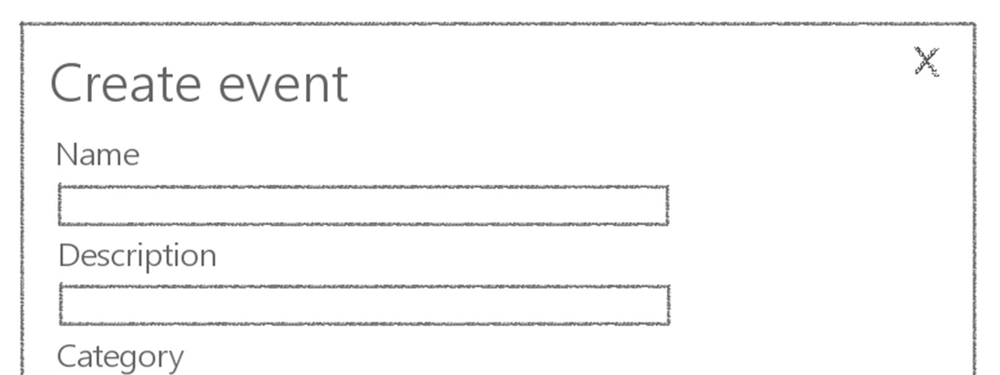 Create event
X
Name
Description
Category